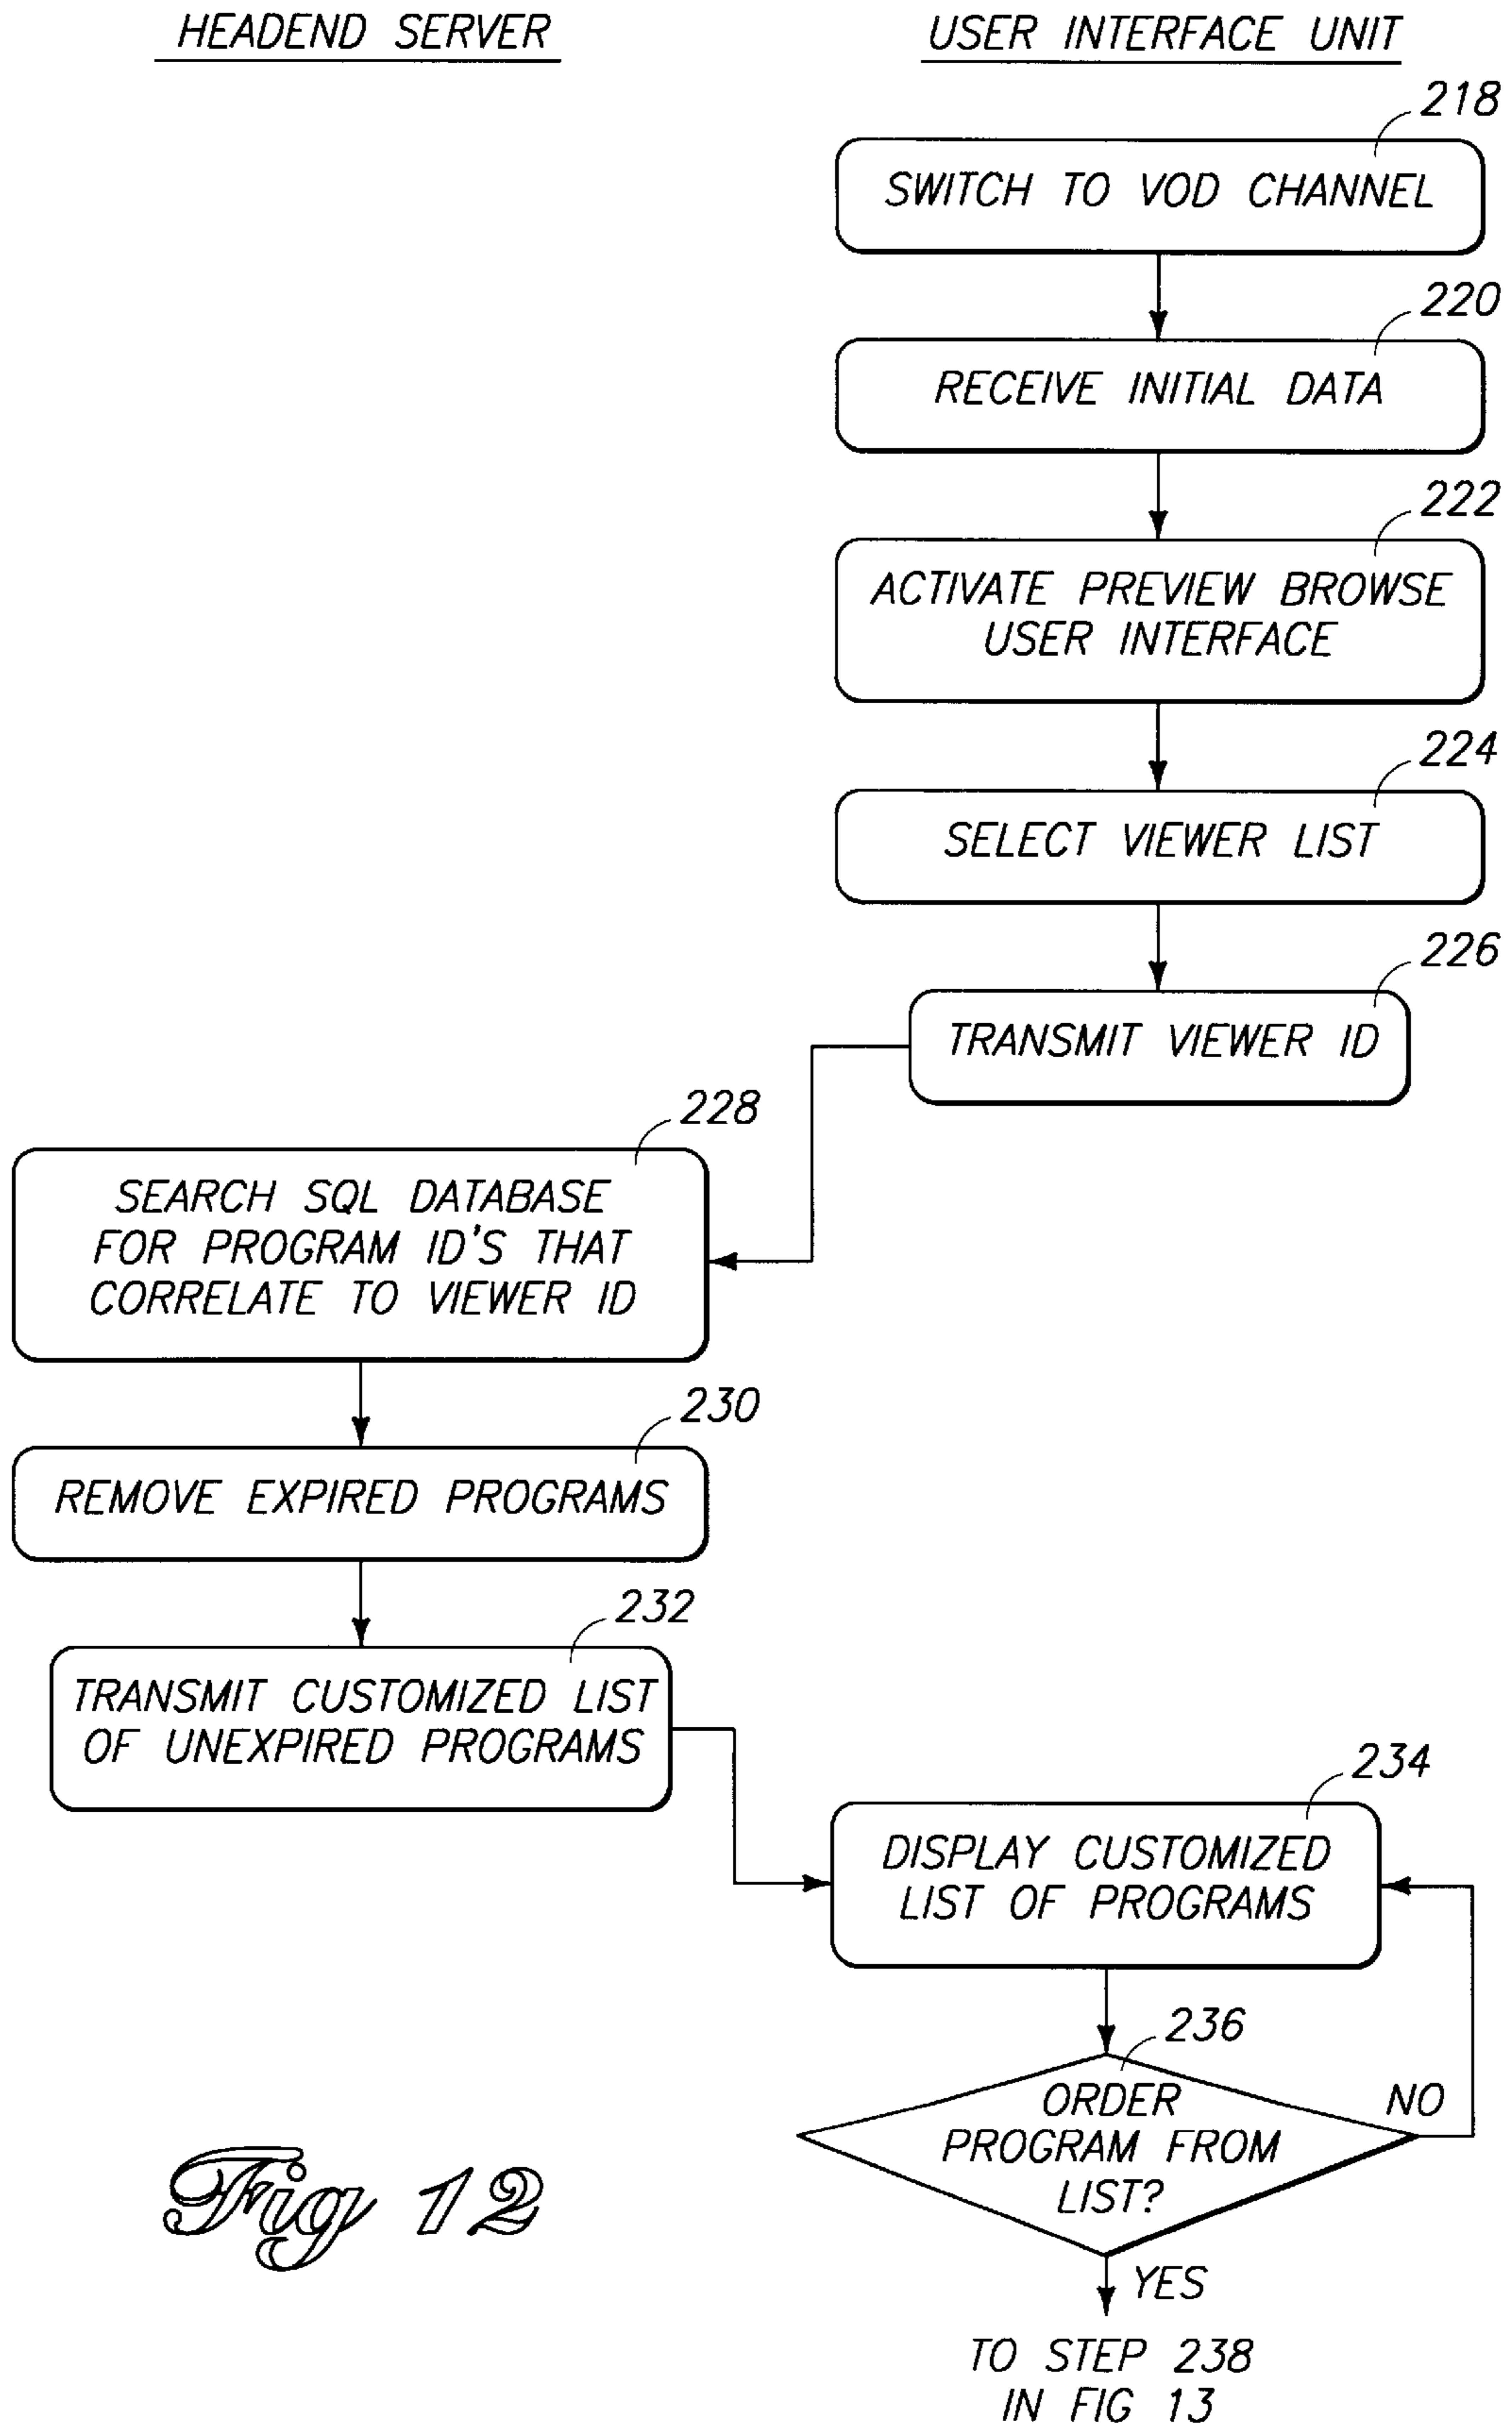 HEADEND SERVER
USER INTERFACE UNIT
218
SWITCH TO VOD CHANNEL
220
RECEIVE INITIAL DATA
222
ACTIVATE PREVIEW BROWSE
USER INTERFACE
224
SELECT VIEWER LIST
226
TRANSMIT VIEWER ID
228
SEARCH SQL DATABASE
FOR PROGRAM ID'S THAT
CORRELATE TO VIEWER ID
230
REMOVE EXPIRED PROGRAMS
232
TRANSMIT CUSTOMIZED LIST
OF UNEXPIRED PROGRAMS
234
DISPLAY CUSTOMIZED
LIST OF PROGRAMS
236
ORDER
PROGRAM FROM
LIST?
NO
YES
TO STEP 238
IN FIG 13
Fig 12